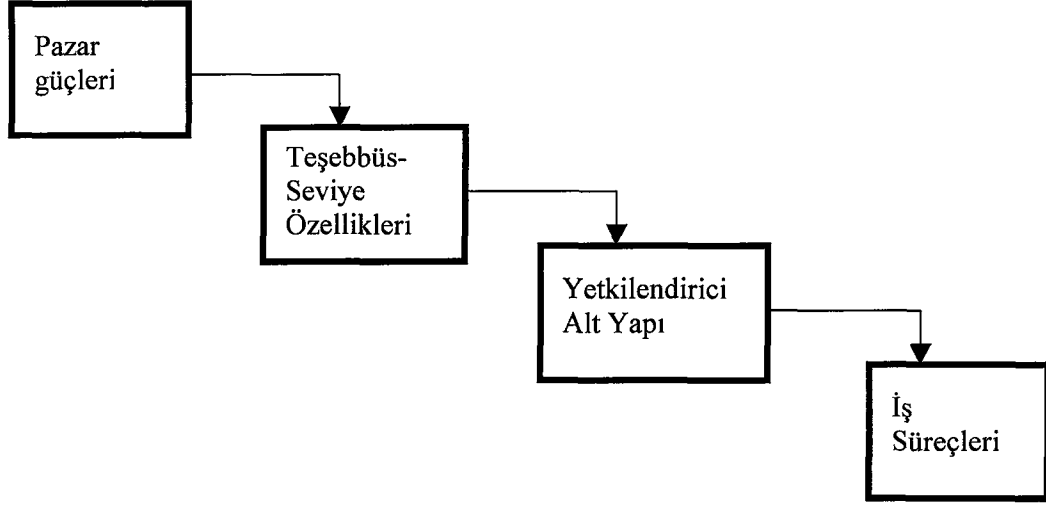 Pazar
güçleri
Teşebbüs-
Seviye
Özellikleri
Yetkilendirici
Alt Yapı
İş
Süreçleri